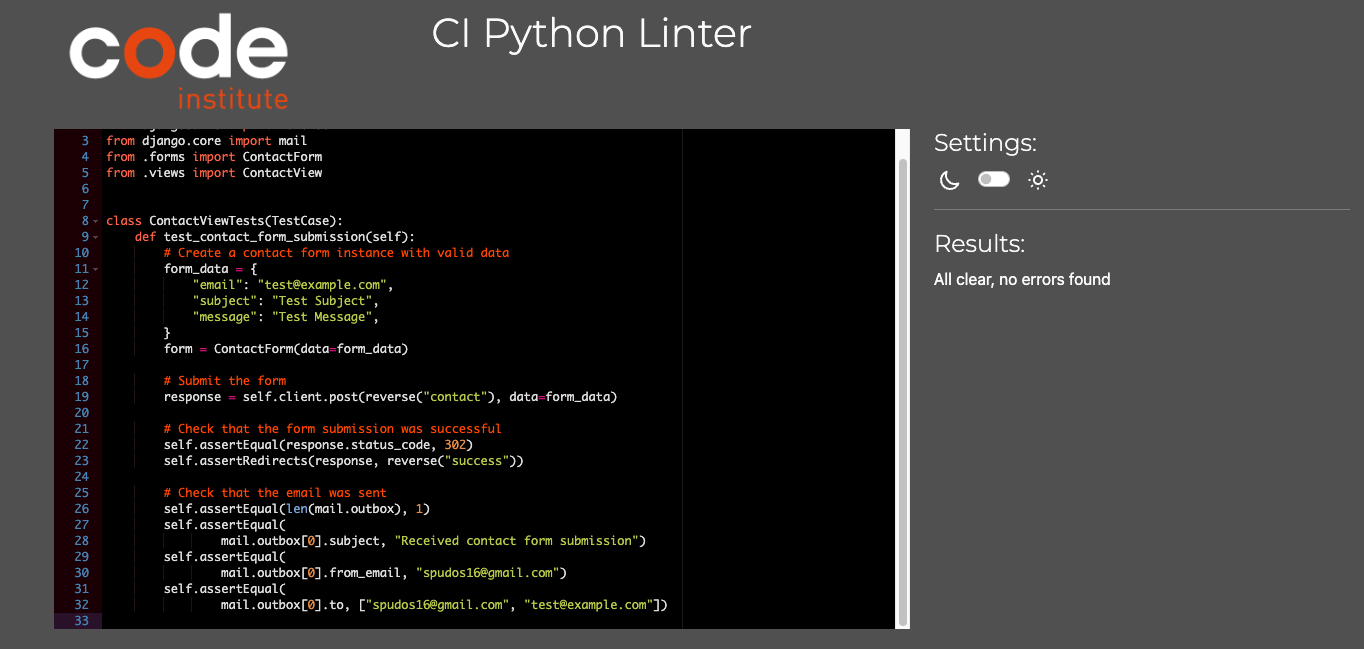 code
institute
CI Python Linter
3 from django.core import mail
4 from .forms import ContactForm
5 from .views import ContactView
6
7
8 class ContactViewTests(TestCase):
9     def test_contact_form_submission(self):
10         # Create a contact form instance with valid data
11         form_data = {
12             "email": "test@example.com",
13             "subject": "Test Subject",
14             "message": "Test Message",
15         }
16         form = ContactForm(data=form_data)
17
18         # Submit the form
19         response = self.client.post(reverse("contact"), data=form_data)
20
21         # Check that the form submission was successful
22         self.assertEqual(response.status_code, 302)
23         self.assertRedirects(response, reverse("success"))
24
25         # Check that the email was sent
26         self.assertEqual(len(mail.outbox), 1)
27         self.assertEqual(
28                 mail.outbox[0].subject, "Received contact form submission")
29         self.assertEqual(
30                 mail.outbox[0].from_email, "spudos16@gmail.com")
31         self.assertEqual(
32                 mail.outbox[0].to, ["spudos16@gmail.com", "test@example.com"])
33
Settings:
Results:
All clear, no errors found